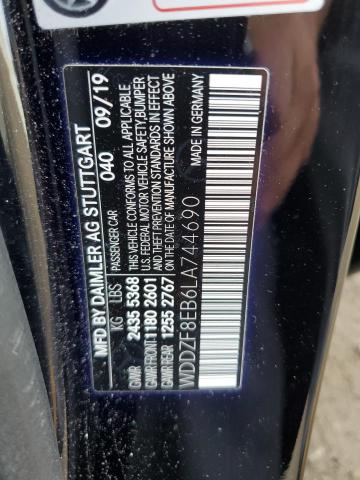 MFD BY DAIMLER AG STUTTGART
040 09/19
PASSENGER CAR
KG LBS
GVWR 2435 5368
GAWR FRONT 1180 2601
GAWR REAR 1255 2767
THIS VEHICLE CONFORMS TO ALL APPLICABLE
U.S. FEDERAL MOTOR VEHICLE SAFETY, BUMPER
AND THEFT PREVENTION STANDARDS IN EFFECT
ON THE DATE OF MANUFACTURE SHOWN ABOVE
WDDZF8EB6LA744690
MADE IN GERMANY